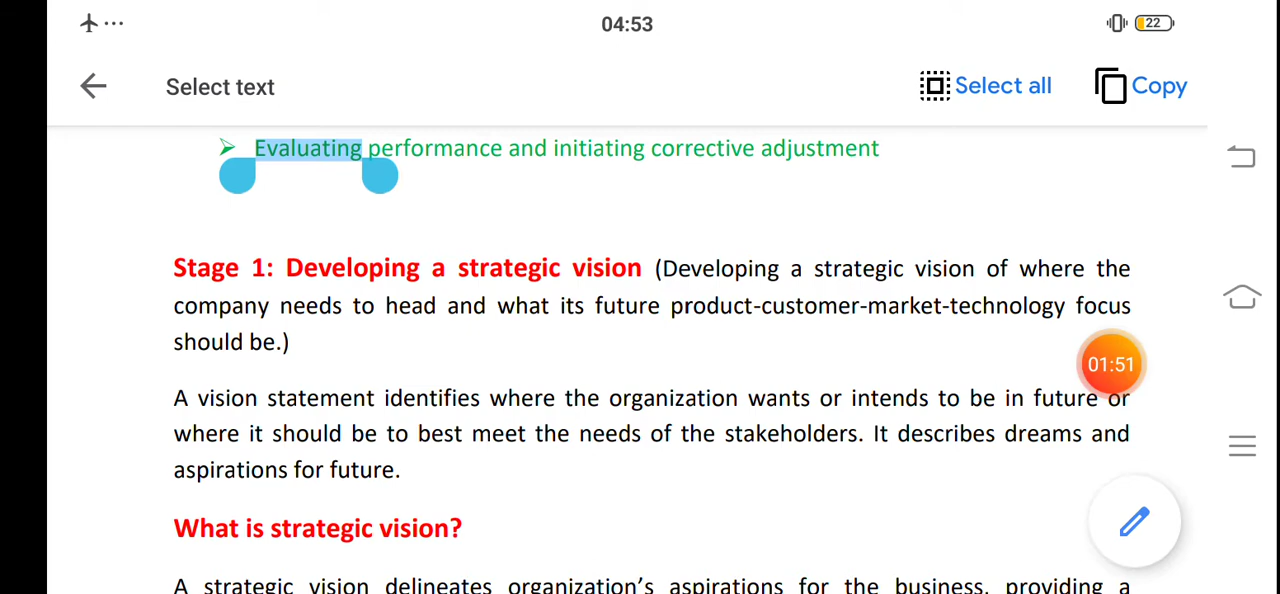 04:53
22
Select text
Select all
Copy
➢ Evaluating performance and initiating corrective adjustment
Stage 1: Developing a strategic vision (Developing a strategic vision of where the
company needs to head and what its future product-customer-market-technology focus
should be.)
01:51
A vision statement identifies where the organization wants or intends to be in future or
where it should be to best meet the needs of the stakeholders. It describes dreams and
aspirations for future.
What is strategic vision?
A strategic vision delineates organization's aspirations for the business, providing a